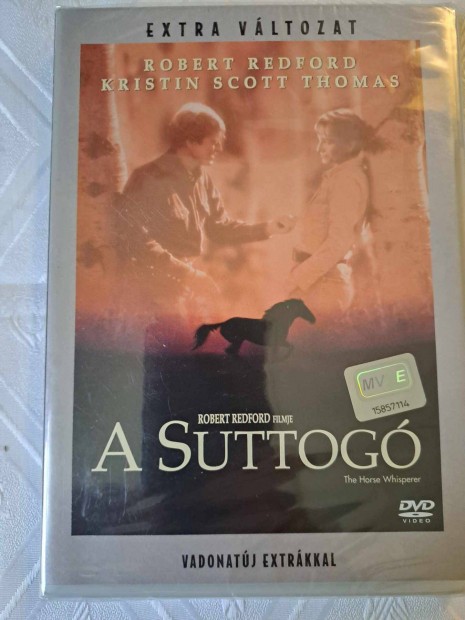 EXTRA VÁLTOZAT
ROBERT REDFORD
KRISTIN SCOTT THOMAS
MV E
15857114
ROBERT REDFORD FILMJE
A SUTTOGÓ
The Horse Whisperer
DVD
VIDEO
VADONATÚJ EXTRÁKKAL